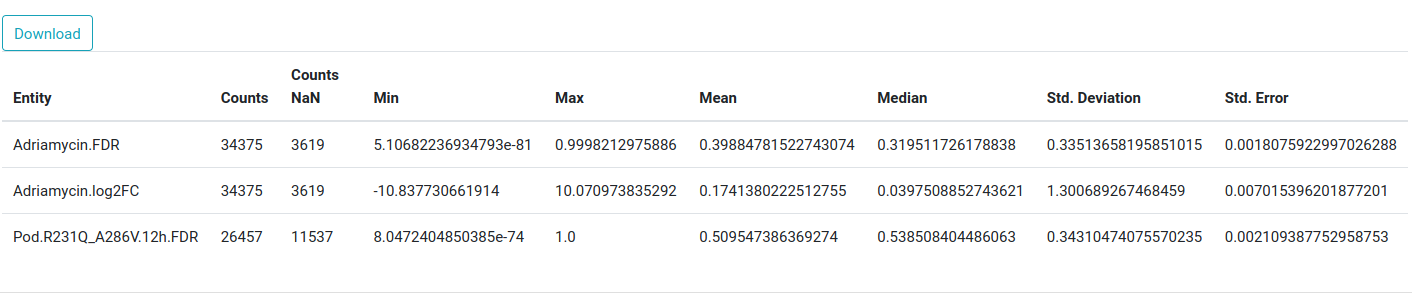 Download
Entity Counts Counts NaN Min Max Mean Median Std. Deviation Std. Error
Adriamycin.FDR 34375 3619 5.10682236934793e-81 0.9998212975886 0.39884781522743074 0.319511726178838 0.33513658195851015 0.0018075922997026288
Adriamycin.log2FC 34375 3619 -10.837730661914 10.070973835292 0.1741380222512755 0.0397508852743621 1.300689267468459 0.0070153962018​77201
Pod.R231Q_A286V.12h.FDR 26457 11537 8.0472404850385e-74 1.0 0.509547386369274 0.538508404486063 0.34310474075570235 0.002109387752958753